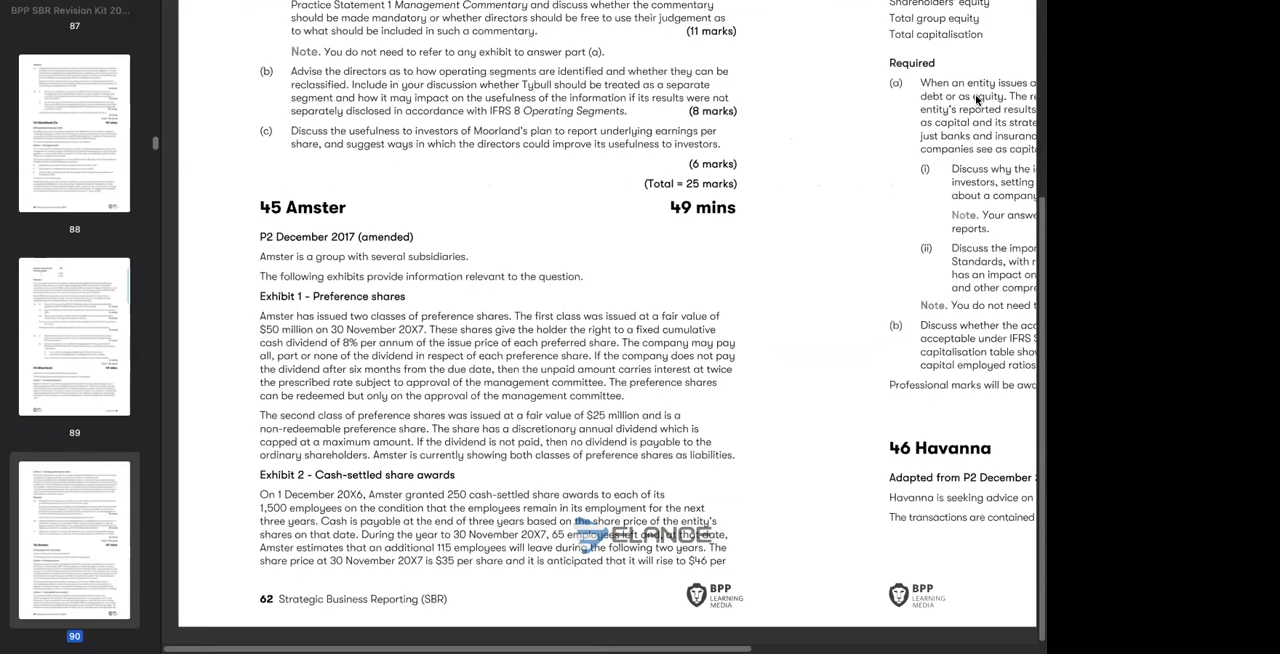 BPP SBR Revision Kit 20...
87
88
89
90
Practice Statement 1 Management Commentary and discuss whether the commentary
should be made mandatory or whether directors should be free to use their judgement as
to what should be included in such a commentary. (11 marks)
Note. You do not need to refer to any exhibit to answer part (a).
(b) Advise the directors as to how operating segments are identified and whether they can be
reclassified. Include in your discussion whether Tybull should be treated as a separate
segment and how it may impact on the usefulness of the information if its results were not
separately disclosed in accordance with IFRS 8 Operating Segments. (8 marks)
(c) Discuss the usefulness to investors of Moorland's plan to report underlying earnings per
share, and suggest ways in which the directors could improve its usefulness to investors.
(6 marks)
(Total = 25 marks)
45 Amster 49 mins
P2 December 2017 (amended)
Amster is a group with several subsidiaries.
The following exhibits provide information relevant to the question.
Exhibit 1 - Preference shares
Amster has issued two classes of preference shares. The first class was issued at a fair value of
$50 million on 30 November 20X7. These shares give the holder the right to a fixed cumulative
cash dividend of 8% per annum of the issue price of each preferred share. The company may pay
all, part or none of the dividend in respect of each preference share. If the company does not pay
the dividend after six months from the due date, then the unpaid amount carries interest at twice
the prescribed rate subject to approval of the management committee. The preference shares
can be redeemed but only on the approval of the management committee.
The second class of preference shares was issued at a fair value of $25 million and is a
non-redeemable preference share. The share has a discretionary annual dividend which is
capped at a maximum amount. If the dividend is not paid, then no dividend is payable to the
ordinary shareholders. Amster is currently showing both classes of preference shares as liabilities.
Exhibit 2 - Cash-settled share awards
On 1 December 20X6, Amster granted 250 cash-settled share awards to each of its
1,500 employees on the condition that the employees remain in its employment for the next
three years. Cash is payable at the end of three years based on the share price of the entity's
shares on that date. During the year to 30 November 20X7, 65 employees left and, at that date,
Amster estimates that an additional 115 employees will leave during the following two years. The
share price at 30 November 20X7 is $35 per share and it is anticipated that it will rise to $46 per
ELANCE
62 Strategic Business Reporting (SBR)
BPP
LEARNING
MEDIA
Shareholders' equity
Total group equity
Total capitalisation
Required
(a) When an entity issues a
debt or as equity. The re
entity's reported results
as capital and its strate
just banks and insuranc
companies see as capita
(i) Discuss why the i
investors, setting
about a company
Note. Your answe
reports.
(ii) Discuss the impor
Standards, with r
has an impact on
and other compre
Note. You do not need t
(b) Discuss whether the acc
acceptable under IFRS S
capitalisation table show
capital employed ratios
Professional marks will be awa
46 Havanna
Adapted from P2 December
Havanna is seeking advice on
The transactions are contained
BPP
LEARNING
MEDIA